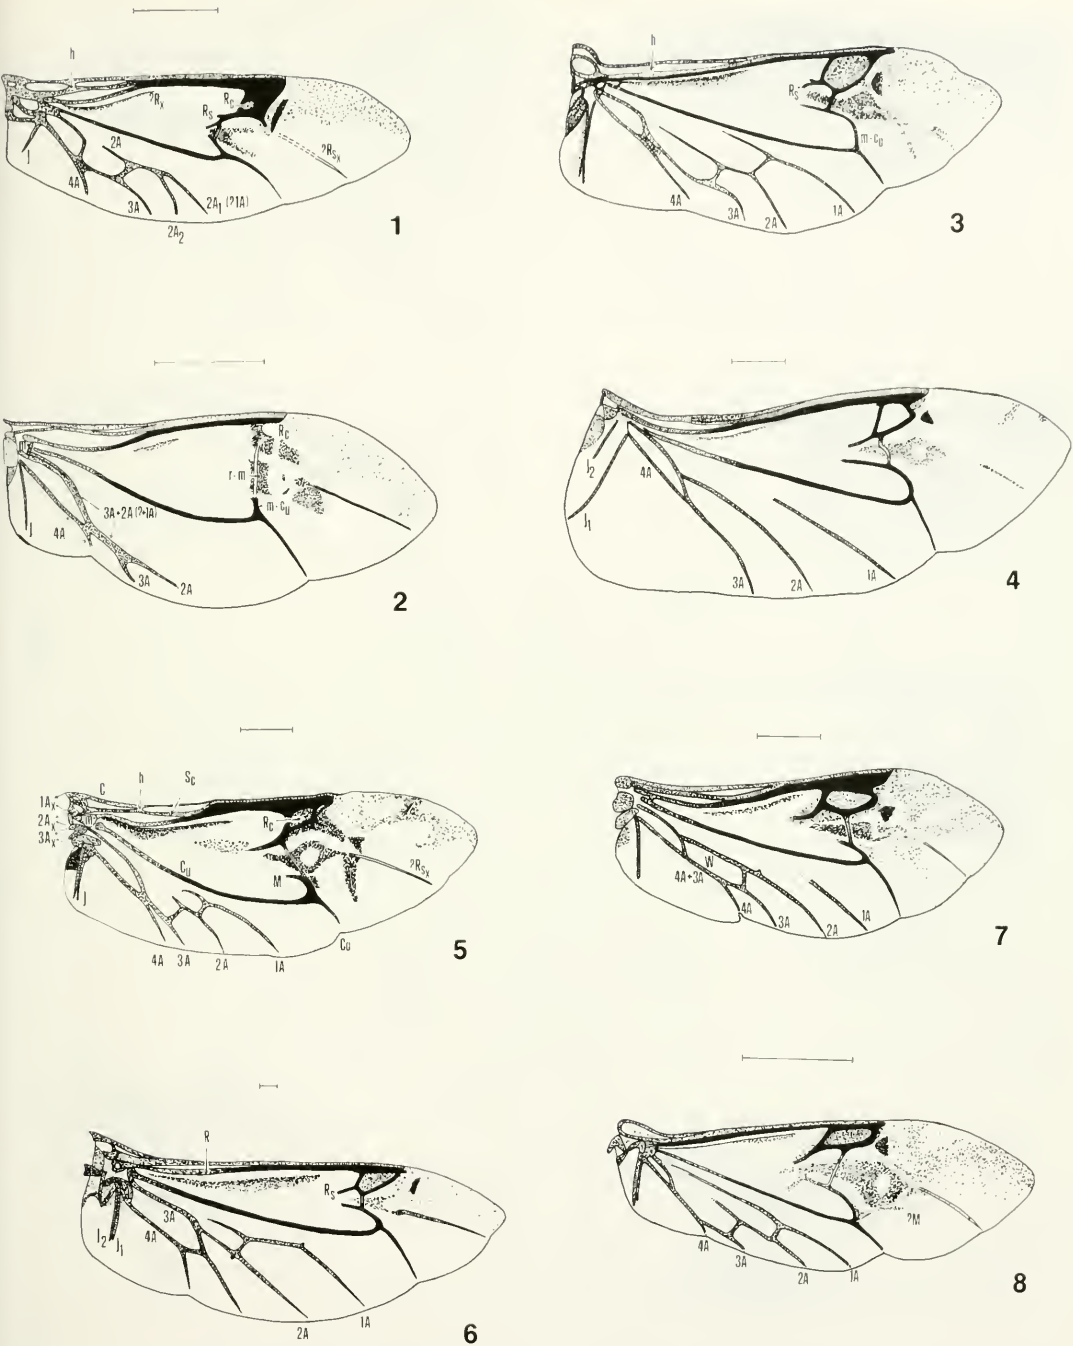 h
?Rx
Rc
Rs
2A
?Rsx
J
4A
3A
2A1 (?1A)
2A2
1
h
Rs
m-cu
4A
3A
2A
1A
3
Rc
r-m
m-cu
3A+2A(?+1A)
J
4A
3A
2A
2
J2
J1
4A
3A
2A
1A
4
C
h
Sc
1Ax
2Ax
3Ax
m
Rc
Cu
M
?Rsx
J
Cu
4A
3A
2A
1A
5
W
4A+3A
4A
3A
2A
1A
7
R
Rs
3A
4A
J2
J1
1A
2A
6
?M
4A
3A
2A
1A
8